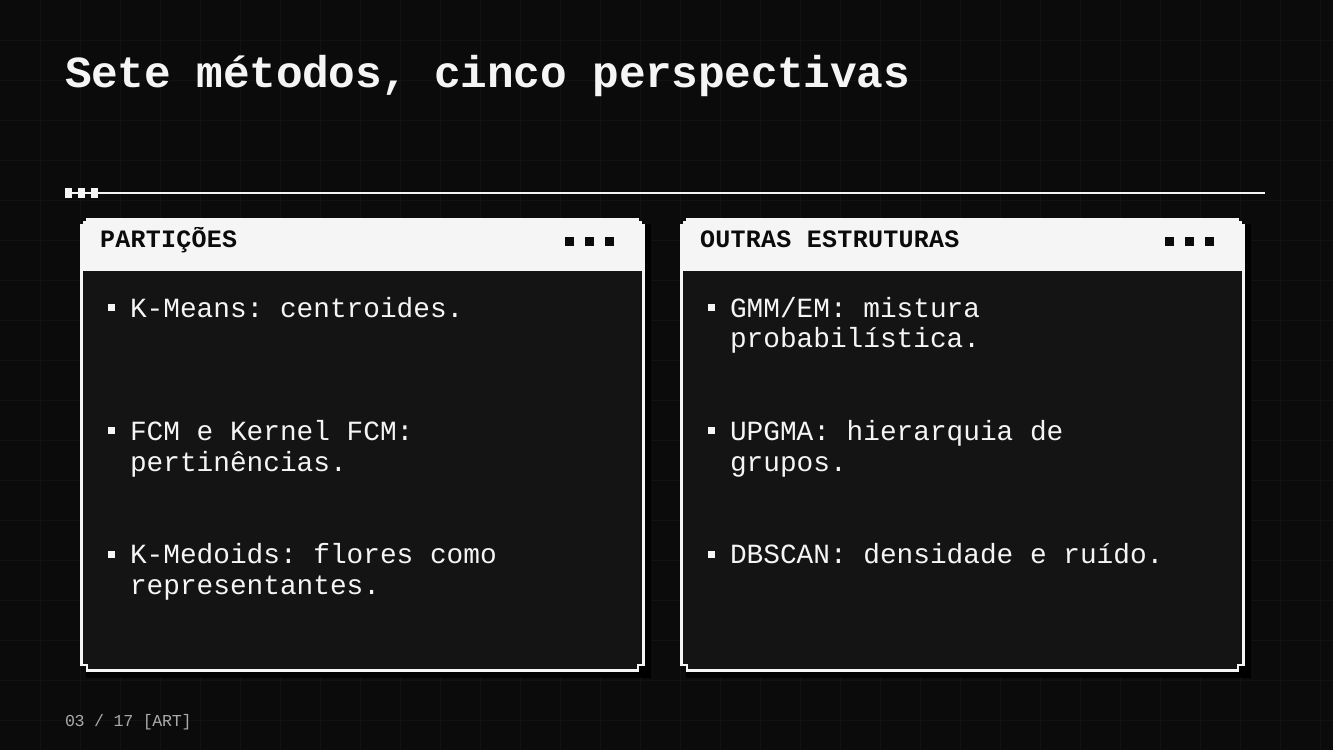 Sete métodos, cinco perspectivas
PARTIÇÕES
K-Means: centroides.
FCM e Kernel FCM:
pertinências.
K-Medoids: flores como
representantes.
OUTRAS ESTRUTURAS
GMM/EM: mistura
probabilística.
UPGMA: hierarquia de
grupos.
DBSCAN: densidade e ruído.
03 / 17 [ART]